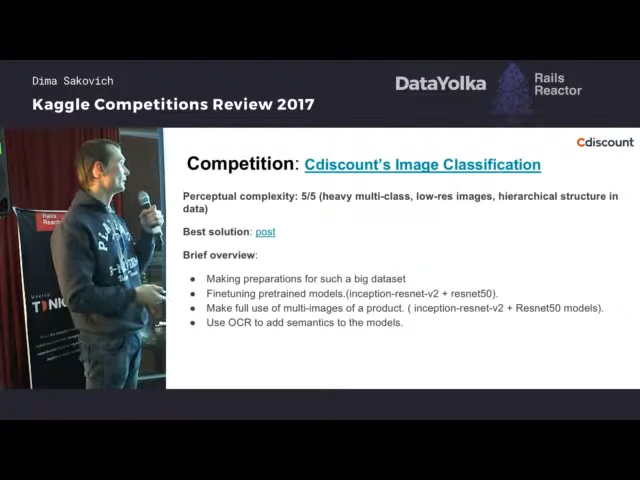 Dima Sakovich
Kaggle Competitions Review 2017
DataYolka
Rails
Reactor
Cdiscount
Competition: Cdiscount's Image Classification
Perceptual complexity: 5/5 (heavy multi-class, low-res images, hierarchical structure in
data)
Best solution: post
Brief overview:
● Making preparations for such a big dataset
● Finetuning pretrained models.(inception-resnet-v2 + resnet50).
● Make full use of multi-images of a product. ( inception-resnet-v2 + Resnet50 models).
● Use OCR to add semantics to the models.
Rails
Reactor